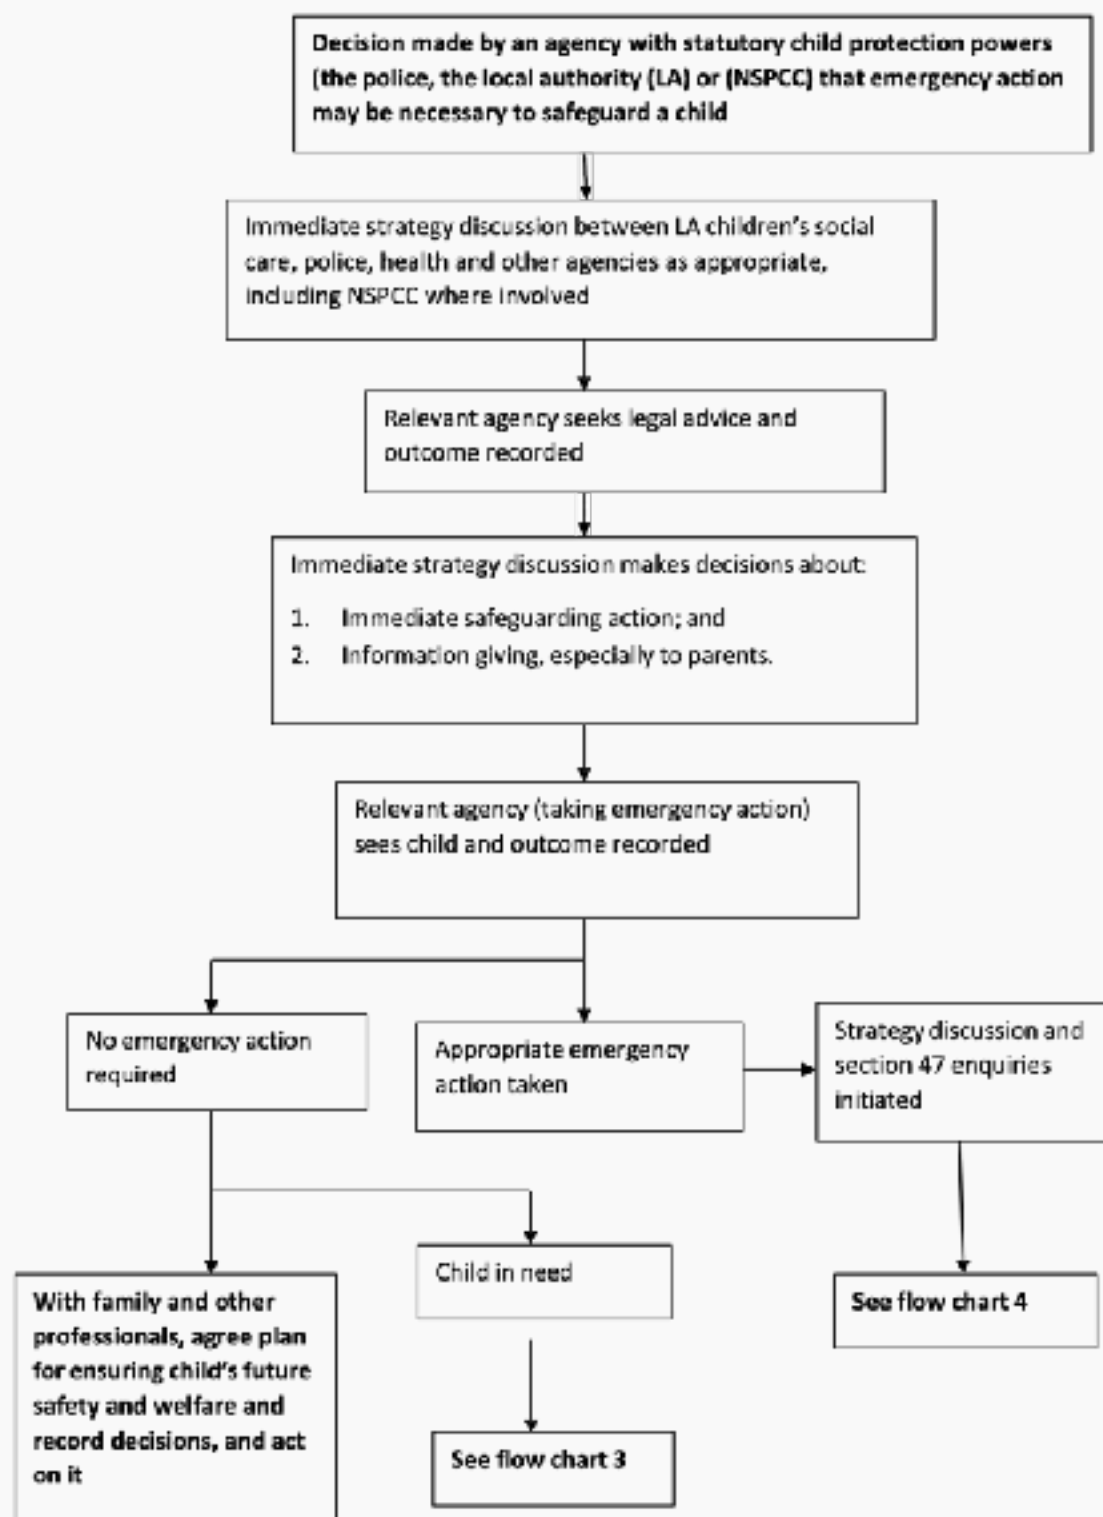 Decision made by an agency with statutory child protection powers
(the police, the local authority (LA) or (NSPCC) that emergency action
may be necessary to safeguard a child
Immediate strategy discussion between LA children's social
care, police, health and other agencies as appropriate,
including NSPCC where involved
Relevant agency seeks legal advice and
outcome recorded
Immediate strategy discussion makes decisions about:
1. Immediate safeguarding action; and
2. Information giving, especially to parents.
Relevant agency (taking emergency action)
sees child and outcome recorded
No emergency action
required
Appropriate emergency
action taken
Strategy discussion and
section 47 enquiries
initiated
With family and other
professionals, agree plan
for ensuring child's future
safety and welfare and
record decisions, and act
on it
Child in need
See flow chart 4
See flow chart 3